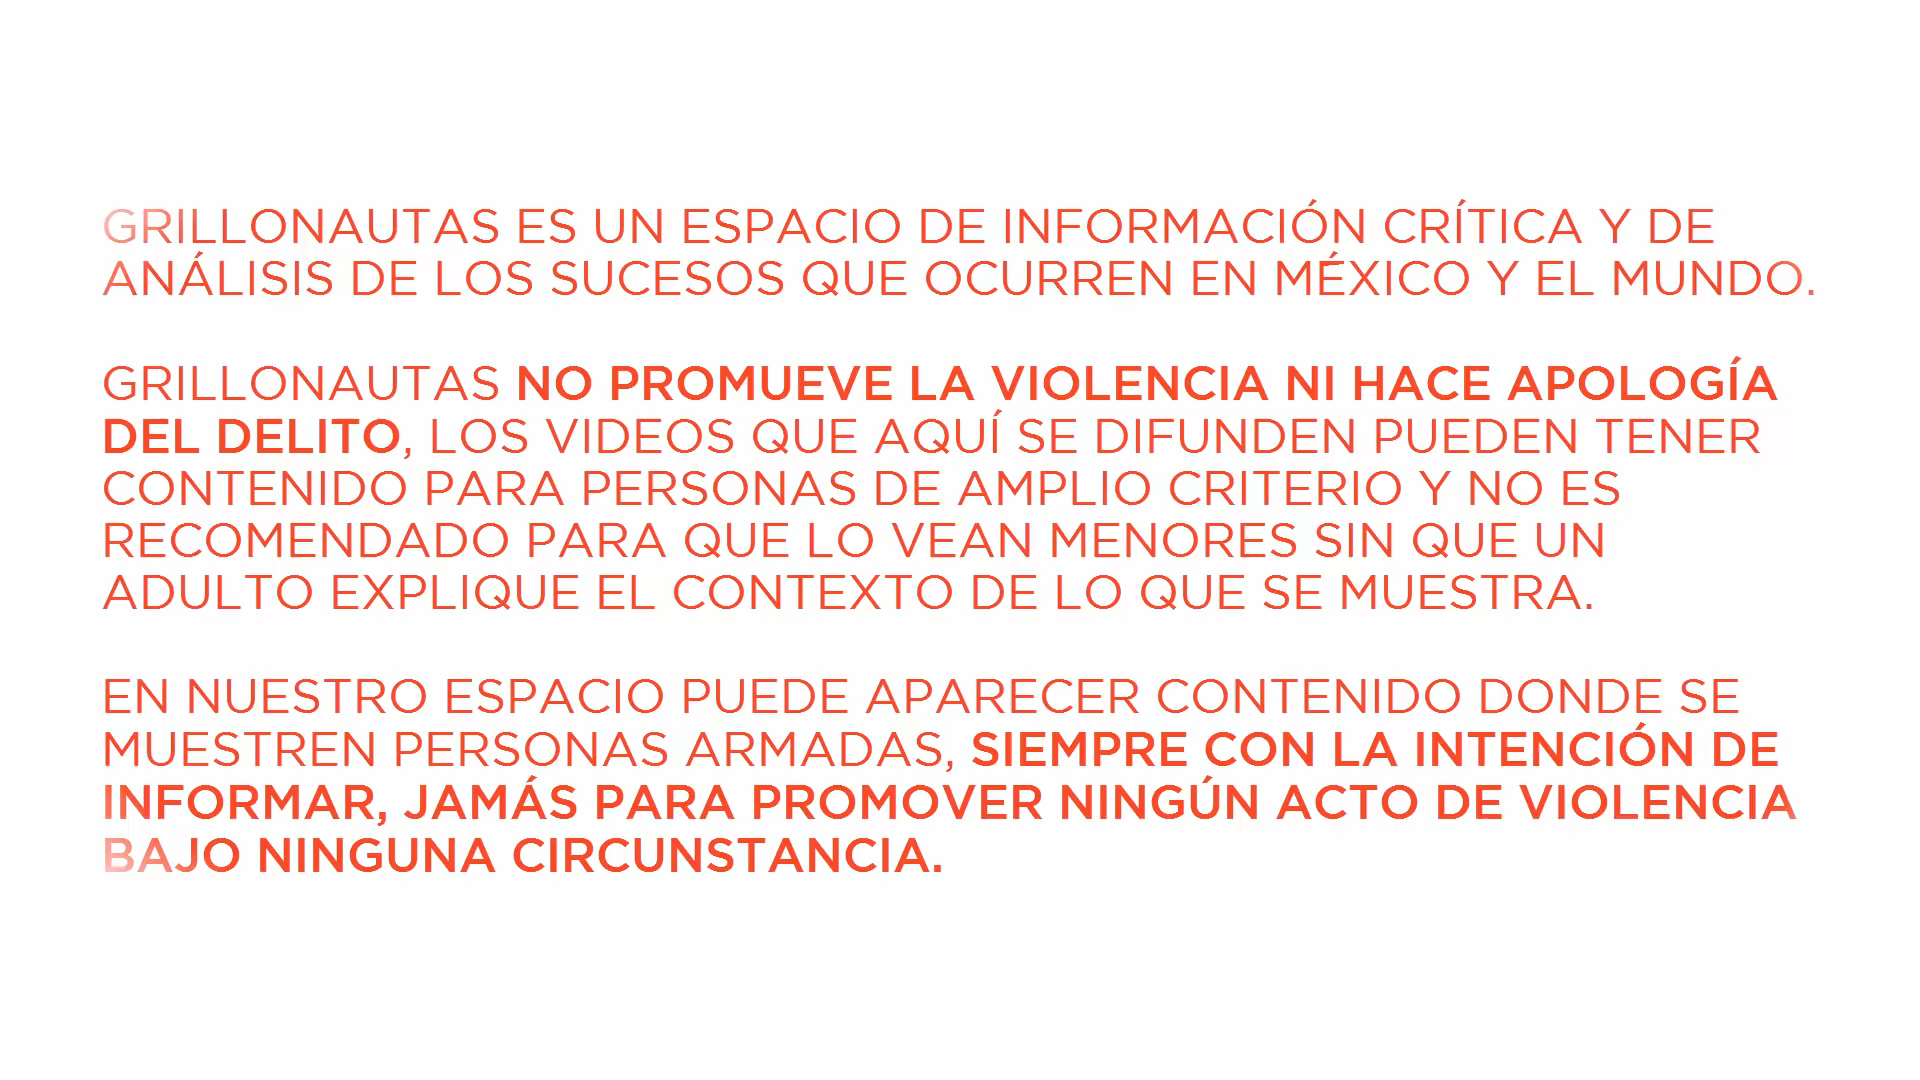 GRILLONAUTAS ES UN ESPACIO DE INFORMACIÓN CRÍTICA Y DE
ANÁLISIS DE LOS SUCESOS QUE OCURREN EN MÉXICO Y EL MUNDO.
GRILLONAUTAS NO PROMUEVE LA VIOLENCIA NI HACE APOLOGÍA
DEL DELITO, LOS VIDEOS QUE AQUÍ SE DIFUNDEN PUEDEN TENER
CONTENIDO PARA PERSONAS DE AMPLIO CRITERIO Y NO ES
RECOMENDADO PARA QUE LO VEAN MENORES SIN QUE UN
ADULTO EXPLIQUE EL CONTEXTO DE LO QUE SE MUESTRA.
EN NUESTRO ESPACIO PUEDE APARECER CONTENIDO DONDE SE
MUESTREN PERSONAS ARMADAS, SIEMPRE CON LA INTENCIÓN DE
INFORMAR, JAMÁS PARA PROMOVER NINGÚN ACTO DE VIOLENCIA
BAJO NINGUNA CIRCUNSTANCIA.